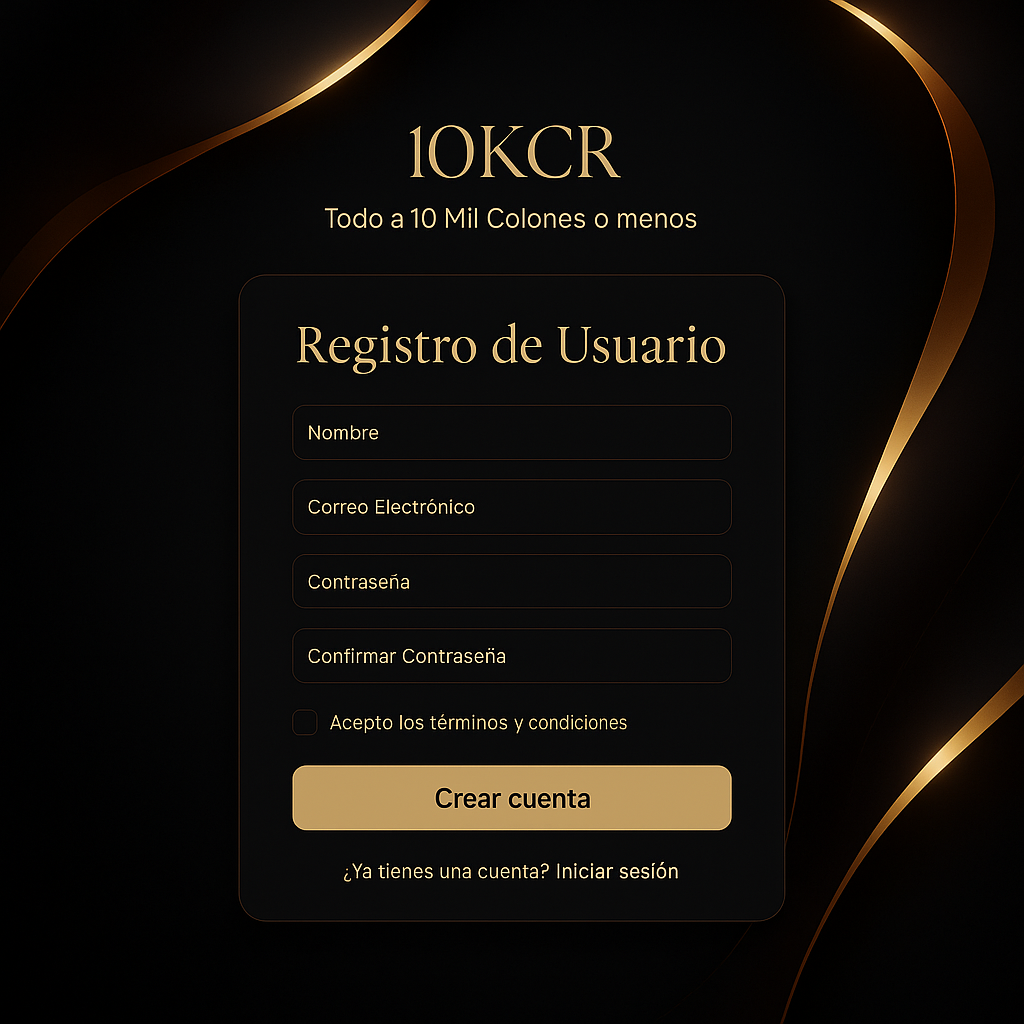 10KCR
Todo a 10 Mil Colones o menos
Registro de Usuario
Nombre
Correo Electrónico
Contraseña
Confirmar Contraseña
Acepto los términos y condiciones
Crear cuenta
¿Ya tienes una cuenta? Iniciar sesíón